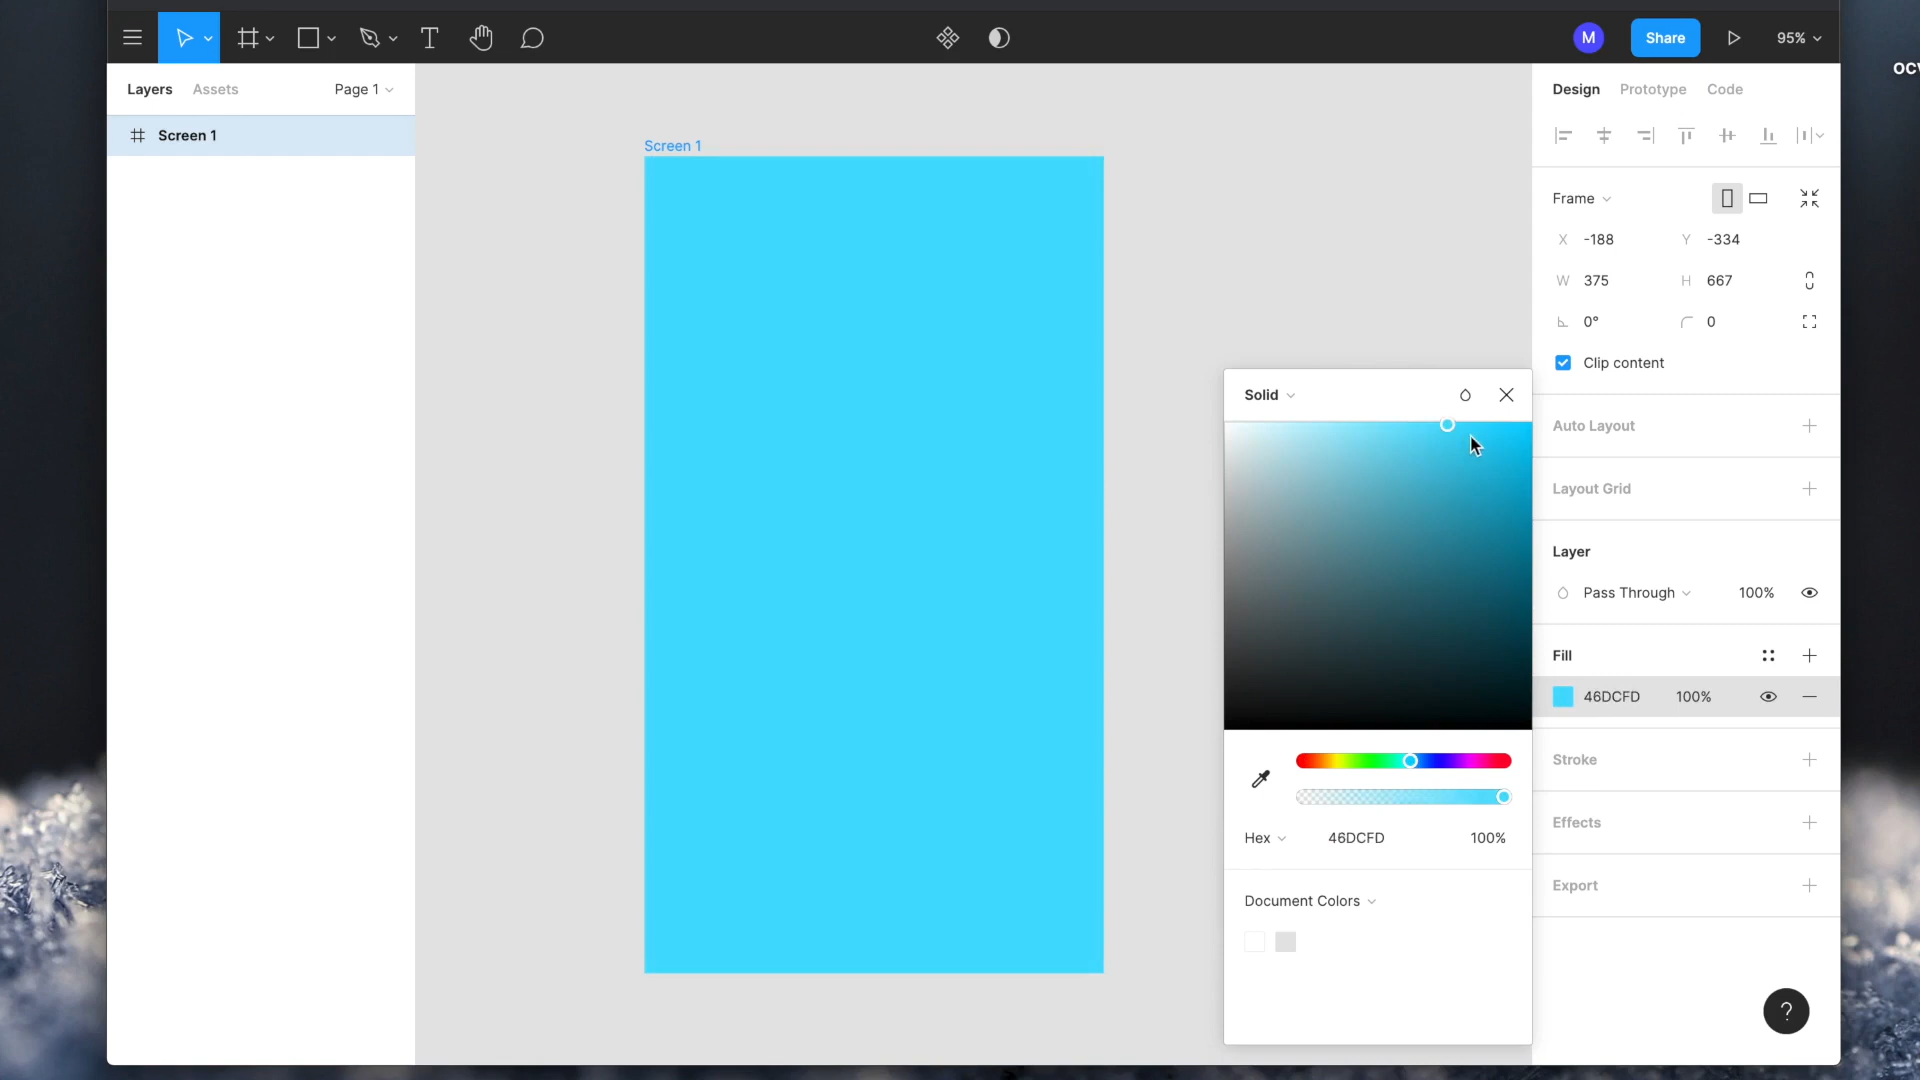 M
Share
95%
Layers
Assets
Page 1
Design
Prototype
Code
Screen 1
Screen 1
Frame
X -188
Y -334
W 375
H 667
0°
0
Clip content
Solid
Auto Layout
Layout Grid
Layer
Pass Through
100%
Fill
46DCFD
100%
Hex
46DCFD
100%
Stroke
Effects
Export
Document Colors
?